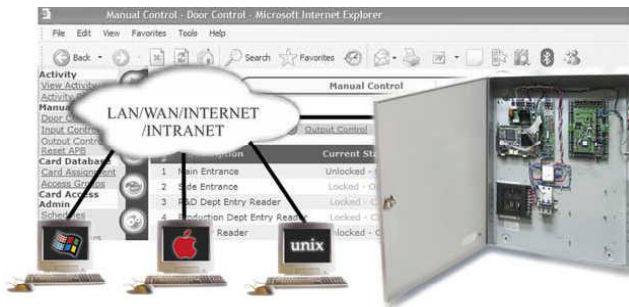 Manual Control - Door Control - Microsoft Internet Explorer
File Edit View Favorites Tools Help
Back Search Favorites
Activity
View Activity
Manual Control
Manual
Door
Input Contro
Output Control
Output Contro
Reset APB
Card Database
Card Assignment
Access Groups
Card Access
Admin
Schedules
LAN/WAN/INTERNET
/INTRANET
Current Sta
1 Main Entrance Unlocked -
2 Side Entrance Locked -
3 R&D Dept Entry Reader Locked -
4 Production Dept Entry Reader Locked -
Reader Unlocked -
unix